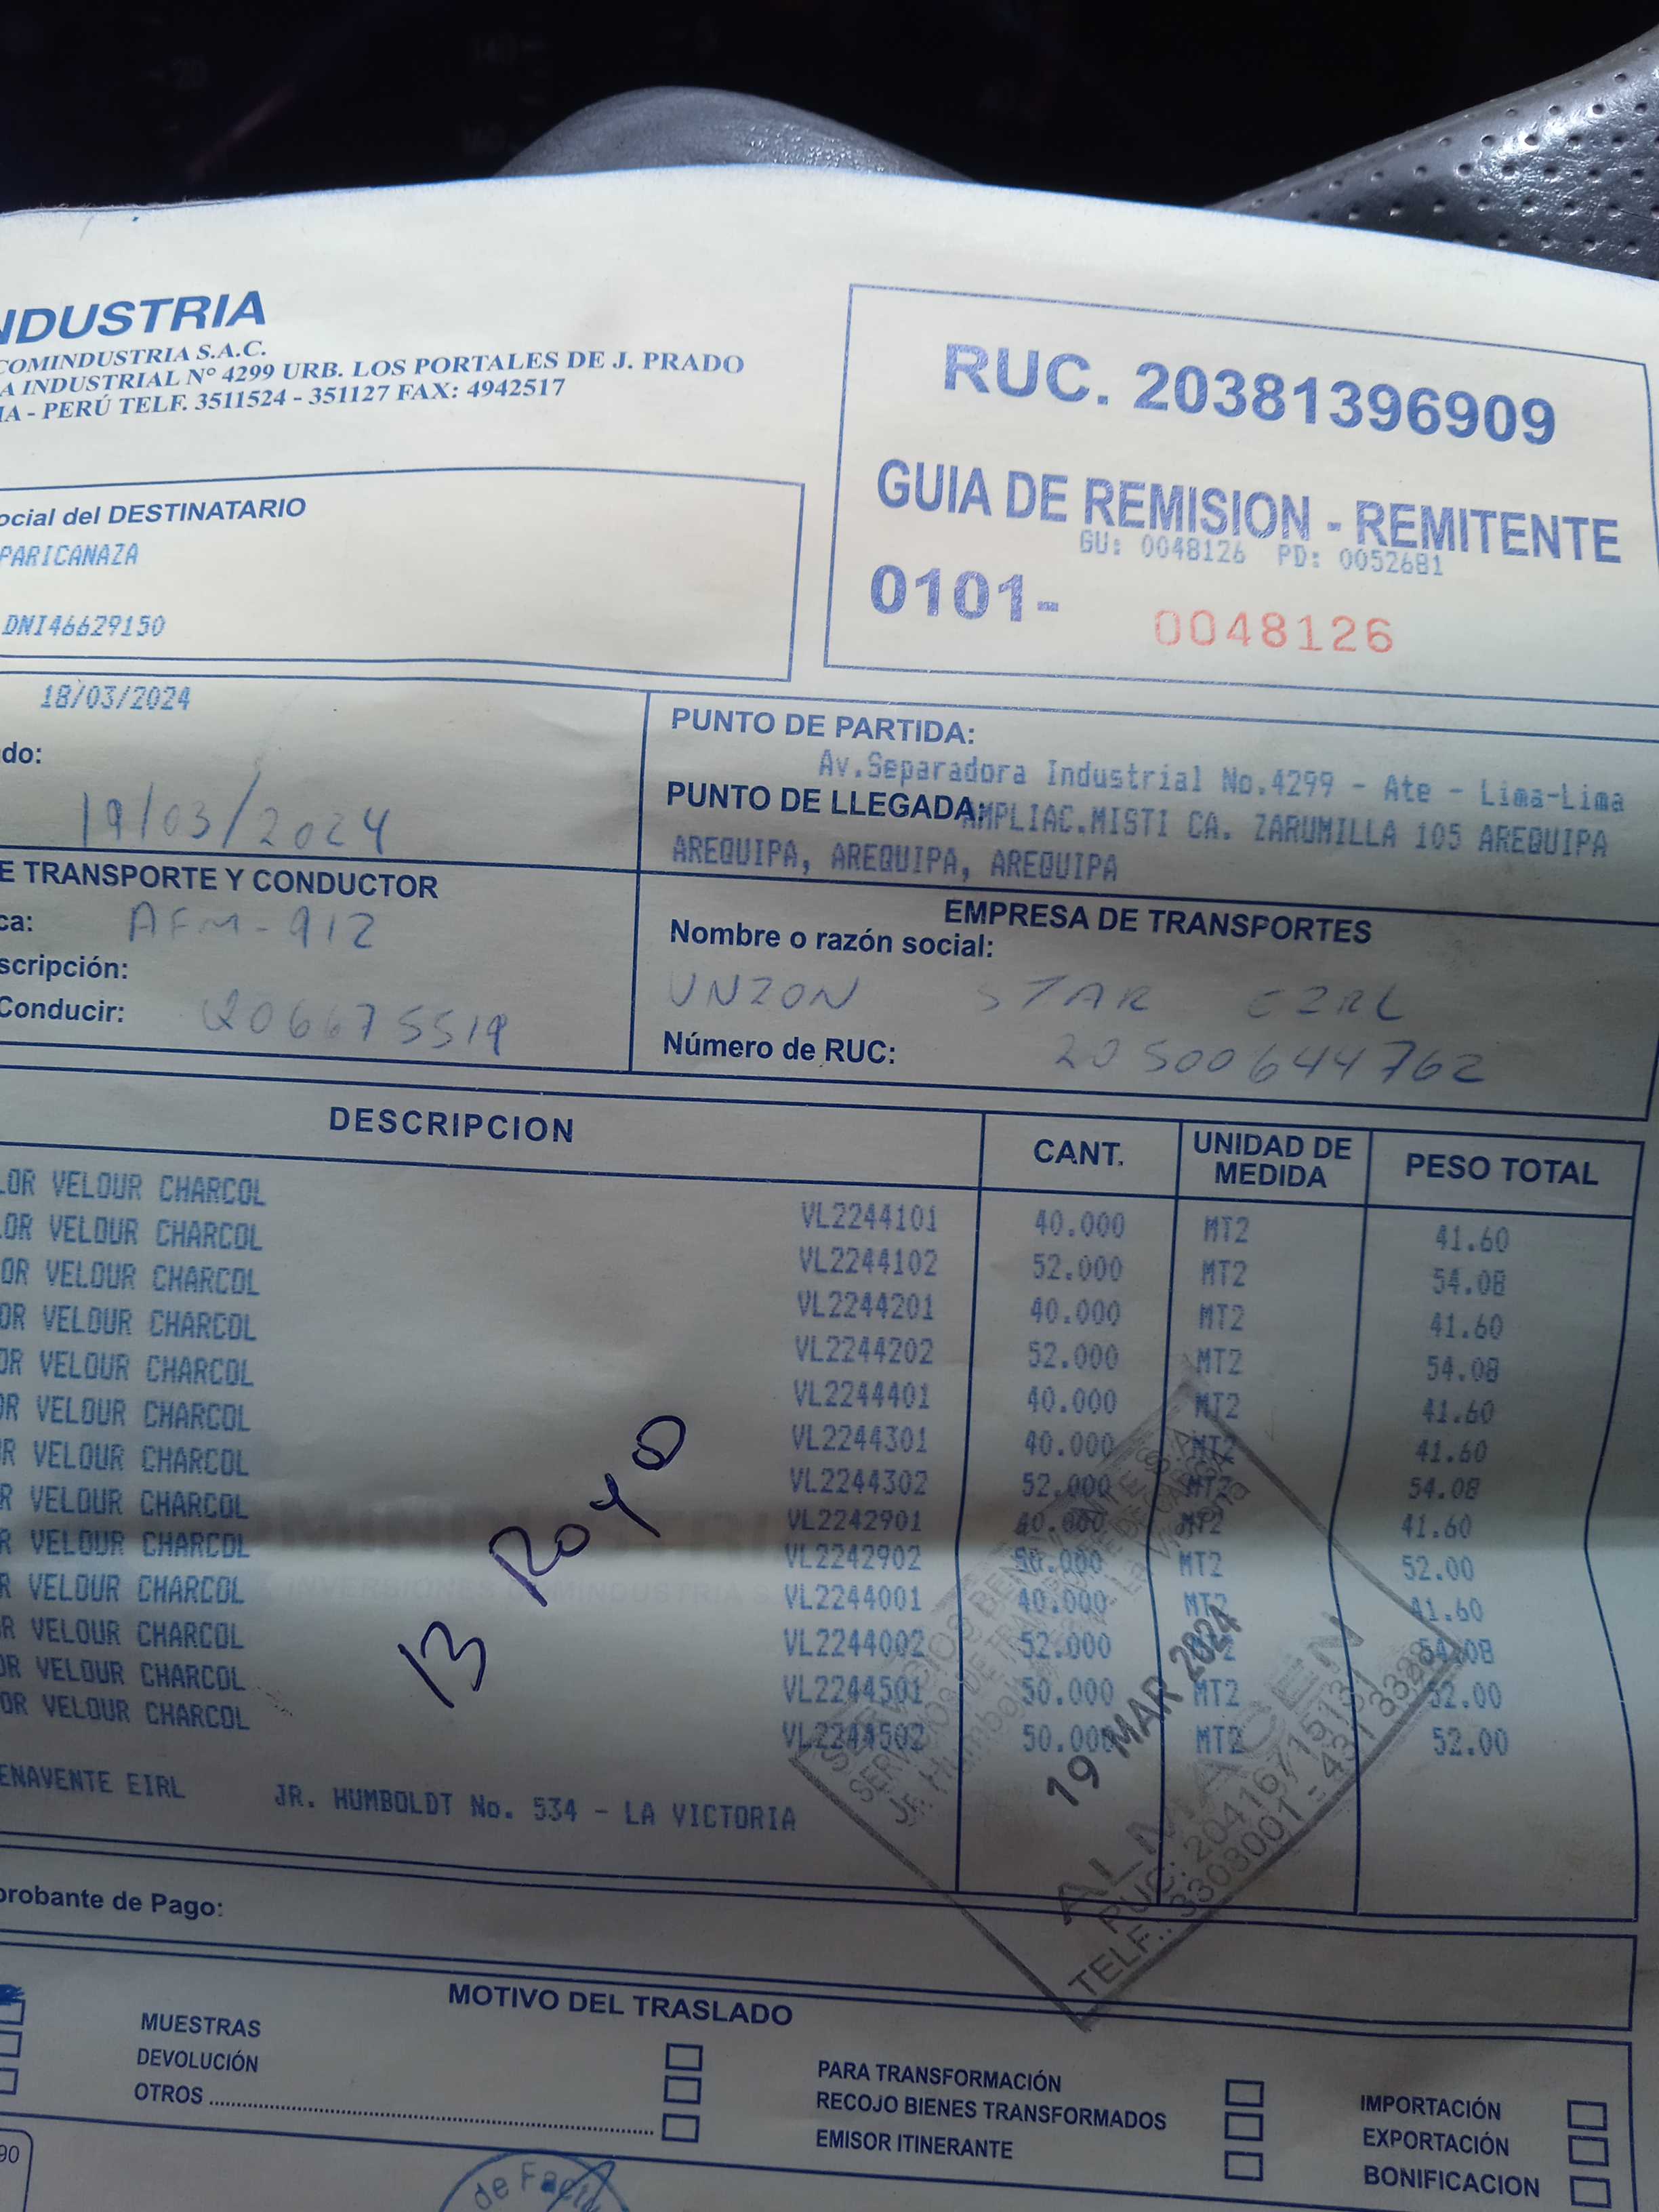 NDUSTRIA
COMINDUSTRIA S.A.C.
A INDUSTRIAL Nº 4299 URB. LOS PORTALES DE J. PRADO
MA - PERÚ TELF. 3511524 - 351127 FAX: 4942517
RUC. 20381396909
GUIA DE REMISION - REMITENTE
GU: 0048126 PD: 0052681
0101- 0048126
ocial del DESTINATARIO
PARICANAZA
DNI46629150
18/03/2024
do:
19/03/2024
PUNTO DE PARTIDA:
Av.Separadora Industrial No.4299 - Ate - Lima-Lima
PUNTO DE LLEGADA: AMPLIAC.MISTI CA. ZARUMILLA 105 AREQUIPA
AREQUIPA, AREQUIPA, AREQUIPA
E TRANSPORTE Y CONDUCTOR
ca: AFM-912
scripción:
Conducir: Q06675519
EMPRESA DE TRANSPORTES
Nombre o razón social:
UNION STAR EIRL
Número de RUC: 20500644762
DESCRIPCION CANT. UNIDAD DE MEDIDA PESO TOTAL
LOR VELOUR CHARCOL VL2244101 40.000 MT2 41.60
LOR VELOUR CHARCOL VL2244102 52.000 MT2 54.08
OR VELOUR CHARCOL VL2244201 40.000 MT2 41.60
OR VELOUR CHARCOL VL2244202 52.000 MT2 54.08
OR VELOUR CHARCOL VL2244401 40.000 MT2 41.60
OR VELOUR CHARCOL VL2244301 40.000 MT2 41.60
R VELOUR CHARCOL VL2244302 52.000 MT2 54.08
R VELOUR CHARCOL VL2242901 40.000 MT2 41.60
R VELOUR CHARCOL VL2242902 50.000 MT2 52.00
R VELOUR CHARCOL VL2244001 40.000 MT2 41.60
R VELOUR CHARCOL VL2244002 52.000 MT2 54.08
OR VELOUR CHARCOL VL2244501 50.000 MT2 52.00
OR VELOUR CHARCOL VL2244502 50.000 MT2 52.00
13 ROYO
ENAVENTE EIRL JR. HUMBOLDT No. 534 - LA VICTORIA
19 MAR 2024
ALMACEN
probante de Pago:
MOTIVO DEL TRASLADO
MUESTRAS
DEVOLUCIÓN
OTROS
PARA TRANSFORMACIÓN
RECOJO BIENES TRANSFORMADOS
EMISOR ITINERANTE
IMPORTACIÓN
EXPORTACIÓN
BONIFICACION
90
de